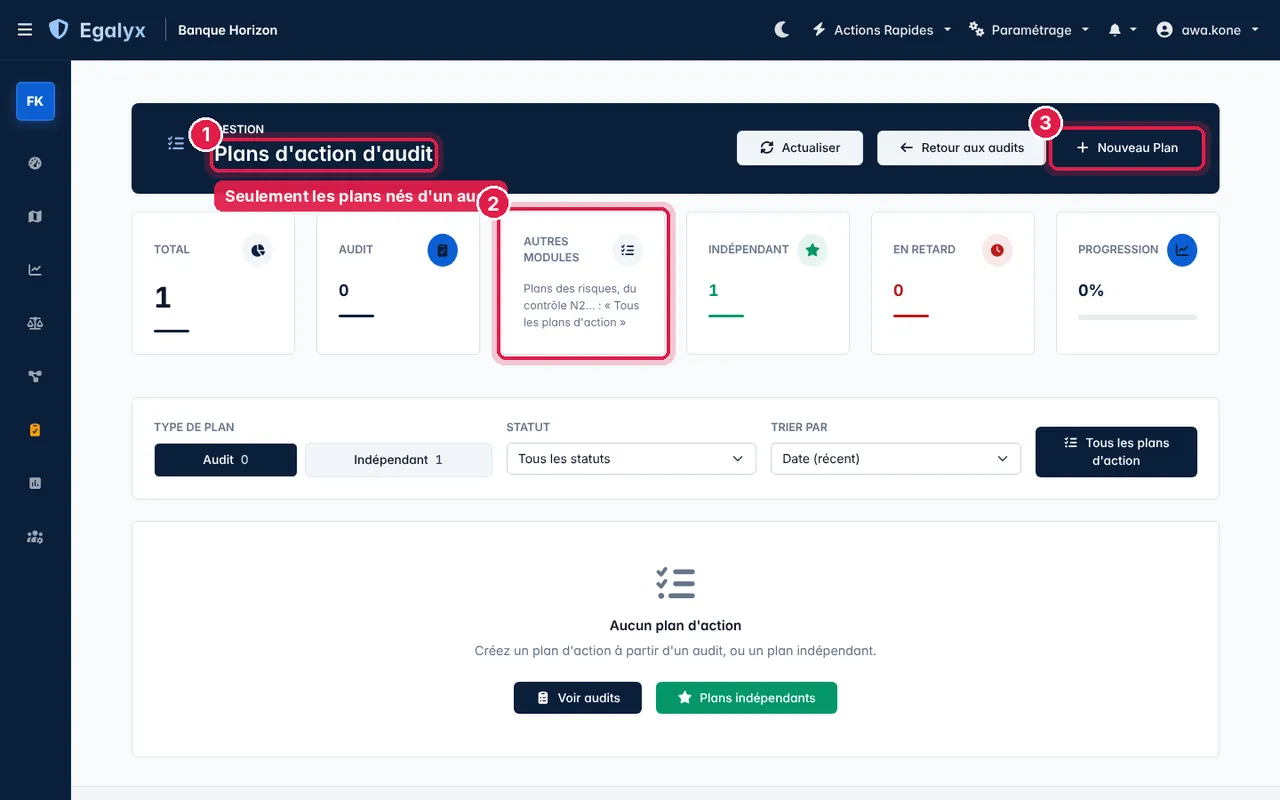 Egalyx
Banque Horizon
Actions Rapides
Paramétrage
awa.kone
FK
1
ESTION
Plans d'action d'audit
Seulement les plans nés d'un au
Actualiser
Retour aux audits
3
Nouveau Plan
2
TOTAL
1
AUDIT
0
AUTRES
MODULES
Plans des risques, du
contrôle N2... : « Tous
les plans d'action »
INDÉPENDANT
1
EN RETARD
0
PROGRESSION
0%
TYPE DE PLAN
Audit 0
Indépendant 1
STATUT
Tous les statuts
TRIER PAR
Date (récent)
Tous les plans
d'action
Aucun plan d'action
Créez un plan d'action à partir d'un audit, ou un plan indépendant.
Voir audits
Plans indépendants